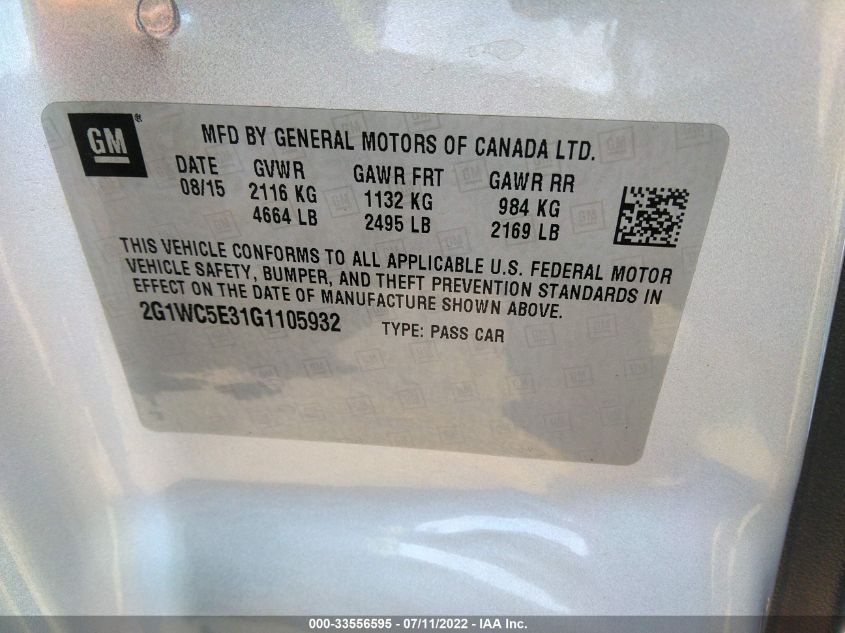 GM®
MFD BY GENERAL MOTORS OF CANADA LTD.
DATE GVWR GAWR FRT GAWR RR
08/15 2116 KG 1132 KG 984 KG
4664 LB 2495 LB 2169 LB
THIS VEHICLE CONFORMS TO ALL APPLICABLE U.S. FEDERAL MOTOR
VEHICLE SAFETY, BUMPER, AND THEFT PREVENTION STANDARDS IN
EFFECT ON THE DATE OF MANUFACTURE SHOWN ABOVE.
2G1WC5E31G1105932 TYPE: PASS CAR
000-33556595 - 07/11/2022 - IAA Inc.